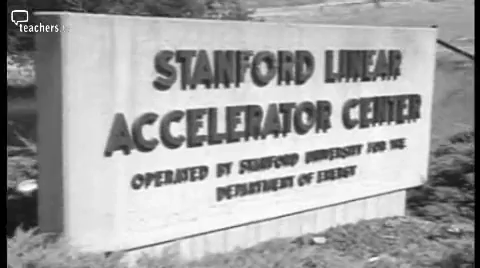 teachers
STANFORD LINEAR
ACCELERATOR CENTER
OPERATED BY STANFORD UNIVERSITY FOR THE
DEPARTMENT OF ENERGY